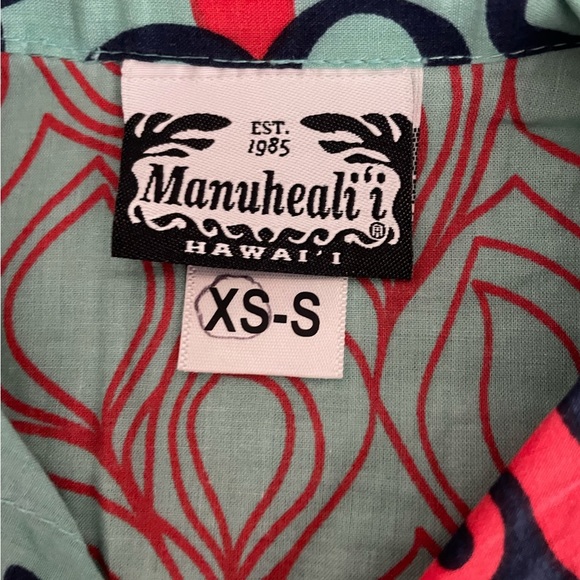 EST.
1985
Manuheali'i
®
HAWAI'I
XS-S